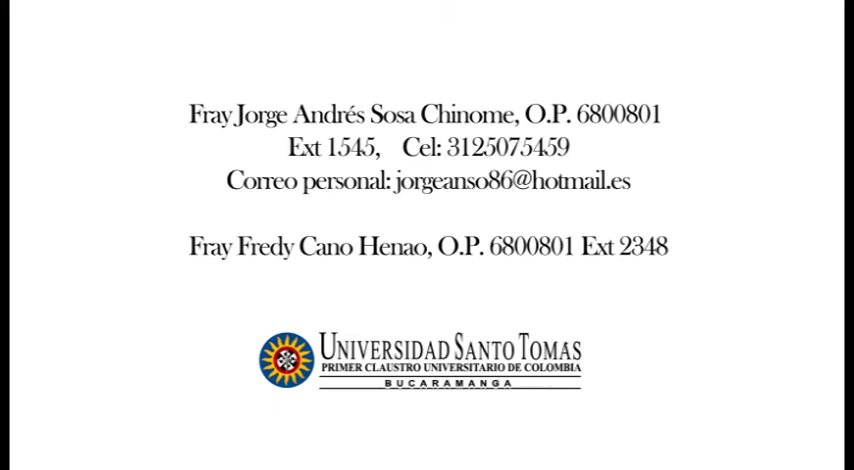 Fray Jorge Andrés Sosa Chinome, O.P. 6800801
Ext 1545, Cel: 3125075459
Correo personal: jorgeanso86@hotmail.es
Fray Fredy Cano Henao, O.P. 6800801 Ext 2348
UNIVERSIDAD SANTO TOMAS
PRIMER CLAUSTRO UNIVERSITARIO DE COLOMBIA
BUCARAMANGA